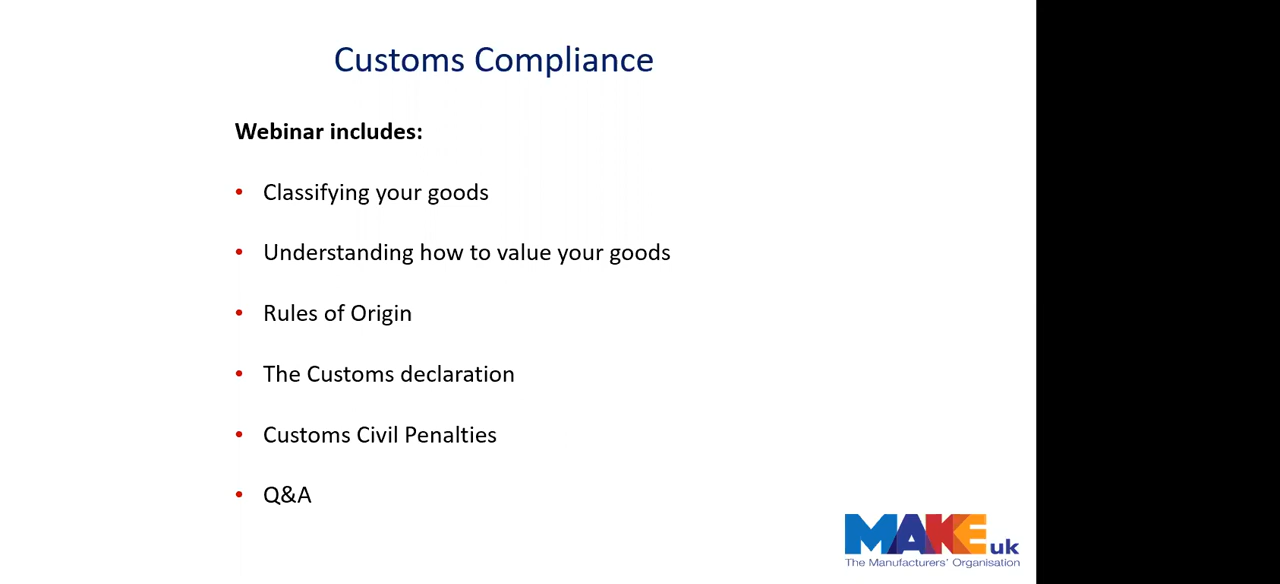 Customs Compliance
Webinar includes:
• Classifying your goods
• Understanding how to value your goods
• Rules of Origin
• The Customs declaration
• Customs Civil Penalties
• Q&A
MAKE uk
The Manufacturers' Organisation